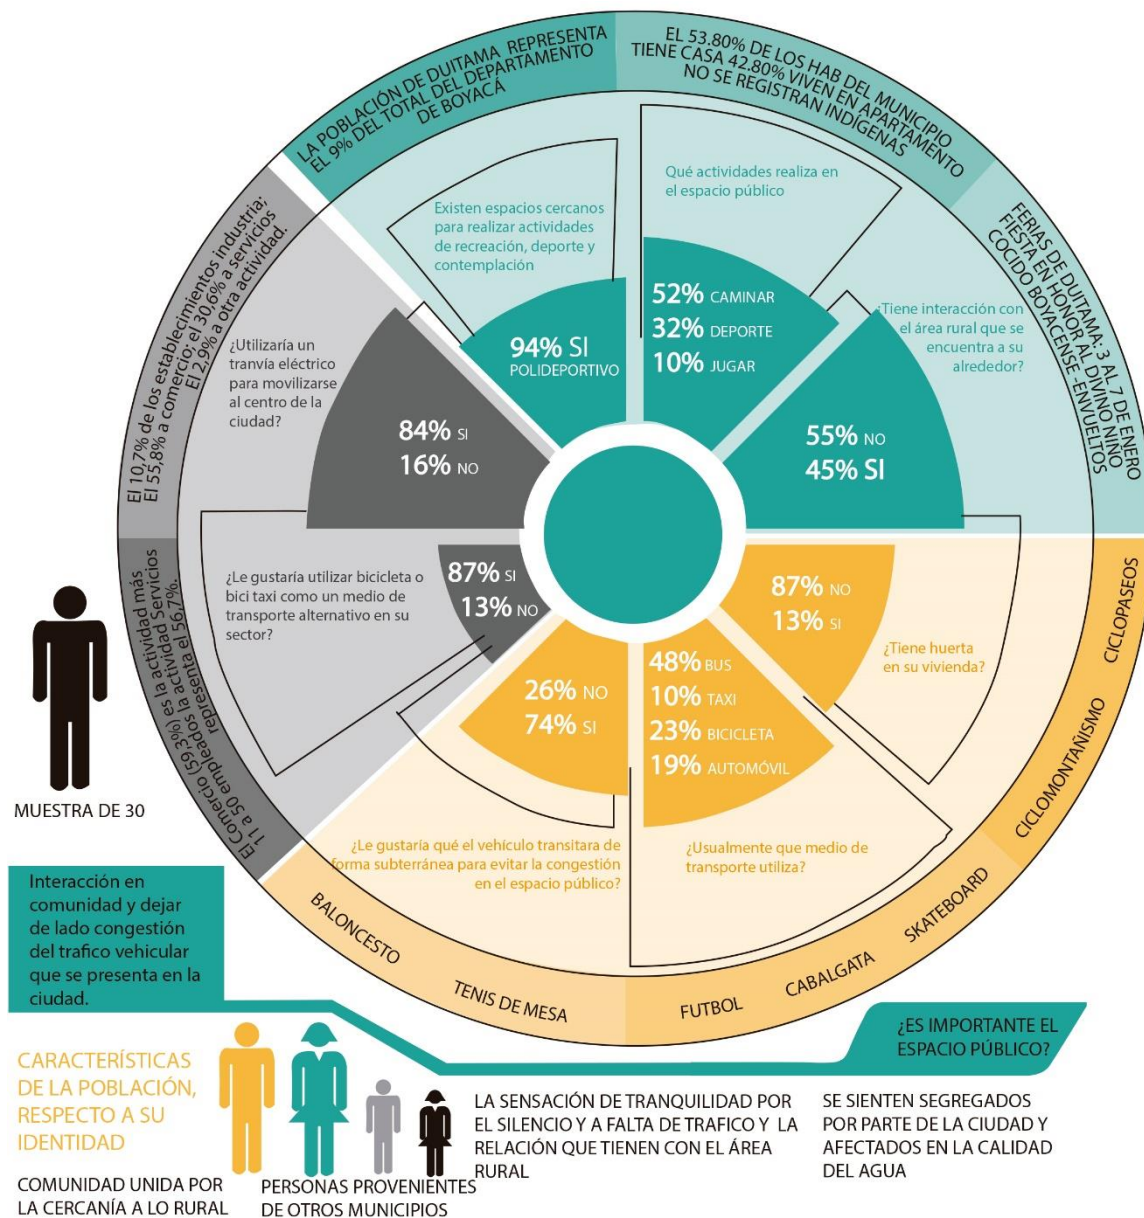 LA POBLACIÓN DE DUITAMA REPRESENTA
EL 9% DEL TOTAL DEL DEPARTAMENTO
DE BOYACÁ
EL 53.80% DE LOS HAB DEL MUNICIPIO
TIENE CASA 42.80% VIVEN EN APARTAMENTO
NO SE REGISTRAN INDÍGENAS
FERIAS DE DUITAMA: 3 AL 7 DE ENERO
FIESTA EN HONOR AL DIVINO NIÑO
COCIDO BOYACENSE -ENVUELTOS
El 10,7% de los establecimientos industria;
El 55,8% a comercio; el 30,6% a servicios
El 2,9% a otra actividad.
El Comercio (59,3%) es la actividad más
11 a 50 empleados la actividad Servicios
representa el 56,7%.
Existen espacios cercanos
para realizar actividades
de recreación, deporte y
contemplación
94% SI
POLIDEPORTIVO
Qué actividades realiza en
el espacio público
52% CAMINAR
32% DEPORTE
10% JUGAR
¿Tiene interacción con
el área rural que se
encuentra a su
alrededor?
55% NO
45% SI
¿Utilizaría un
tranvía eléctrico
para movilizarse
al centro de la
ciudad?
84% SI
16% NO
¿Le gustaría utilizar bicicleta o
bici taxi como un medio de
transporte alternativo en su
sector?
87% SI
13% NO
87% NO
13% SI
¿Tiene huerta
en su vivienda?
26% NO
74% SI
¿Le gustaría qué el vehículo transitara de
forma subterránea para evitar la congestión
en el espacio público?
48% BUS
10% TAXI
23% BICICLETA
19% AUTOMÓVIL
¿Usualmente que medio de
transporte utiliza?
CICLOPASEOS
CICLOMONTAÑISMO
SKATEBOARD
CABALGATA
FUTBOL
TENIS DE MESA
BALONCESTO
MUESTRA DE 30
Interacción en
comunidad y dejar
de lado congestión
del trafico vehicular
que se presenta en la
ciudad.
¿ES IMPORTANTE EL
ESPACIO PÚBLICO?
CARACTERÍSTICAS
DE LA POBLACIÓN,
RESPECTO A SU
IDENTIDAD
COMUNIDAD UNIDA POR
LA CERCANÍA A LO RURAL
PERSONAS PROVENIENTES
DE OTROS MUNICIPIOS
LA SENSACIÓN DE TRANQUILIDAD POR
EL SILENCIO Y A FALTA DE TRAFICO Y LA
RELACIÓN QUE TIENEN CON EL ÁREA
RURAL
SE SIENTEN SEGREGADOS
POR PARTE DE LA CIUDAD Y
AFECTADOS EN LA CALIDAD
DEL AGUA